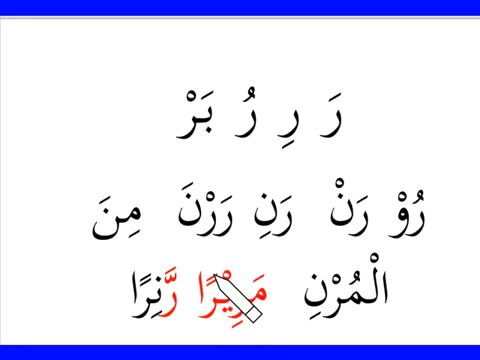 رَ رِ رُ بَرْ
رُوْ رَنْ رَنِ رَرْنَ مِنَ
الْمُرْنِ مَرِيْرًا رَّنِرًا